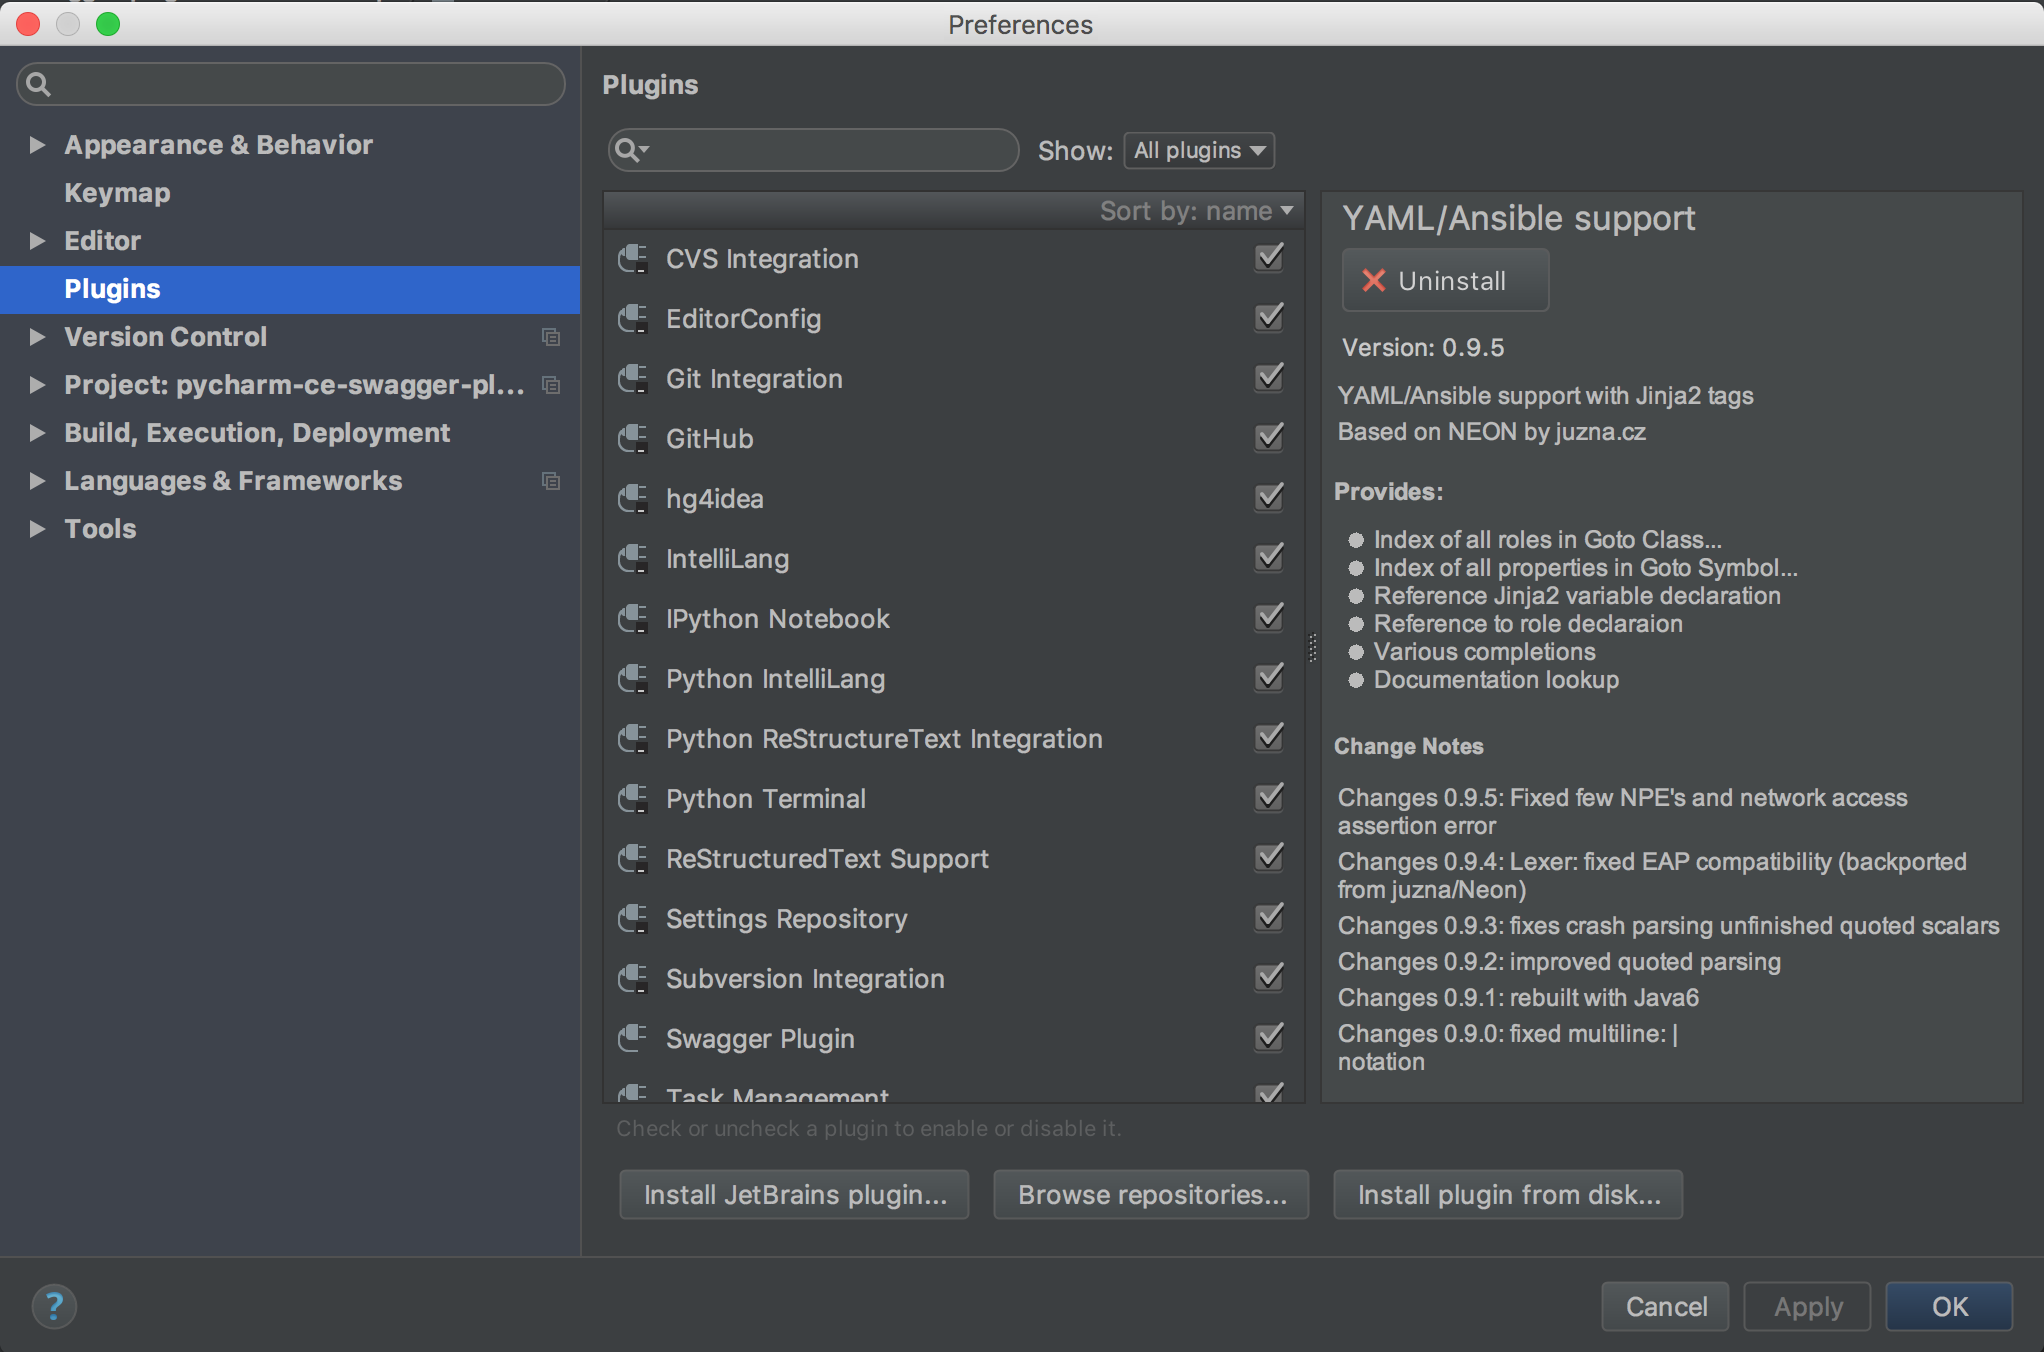 Preferences
Appearance & Behavior
Keymap
Editor
Plugins
Version Control
Project: pycharm-ce-swagger-pl...
Build, Execution, Deployment
Languages & Frameworks
Tools
Plugins
Show: All plugins
Sort by: name
CVS Integration
EditorConfig
Git Integration
GitHub
hg4idea
IntelliLang
IPython Notebook
Python IntelliLang
Python ReStructureText Integration
Python Terminal
ReStructuredText Support
Settings Repository
Subversion Integration
Swagger Plugin
Task Management
Check or uncheck a plugin to enable or disable it.
Install JetBrains plugin...
Browse repositories...
Install plugin from disk...
YAML/Ansible support
Uninstall
Version: 0.9.5
YAML/Ansible support with Jinja2 tags
Based on NEON by juzna.cz
Provides:
Index of all roles in Goto Class...
Index of all properties in Goto Symbol...
Reference Jinja2 variable declaration
Reference to role declaraion
Various completions
Documentation lookup
Change Notes
Changes 0.9.5: Fixed few NPE's and network access
assertion error
Changes 0.9.4: Lexer: fixed EAP compatibility (backported
from juzna/Neon)
Changes 0.9.3: fixes crash parsing unfinished quoted scalars
Changes 0.9.2: improved quoted parsing
Changes 0.9.1: rebuilt with Java6
Changes 0.9.0: fixed multiline: |
notation
?
Cancel
Apply
OK